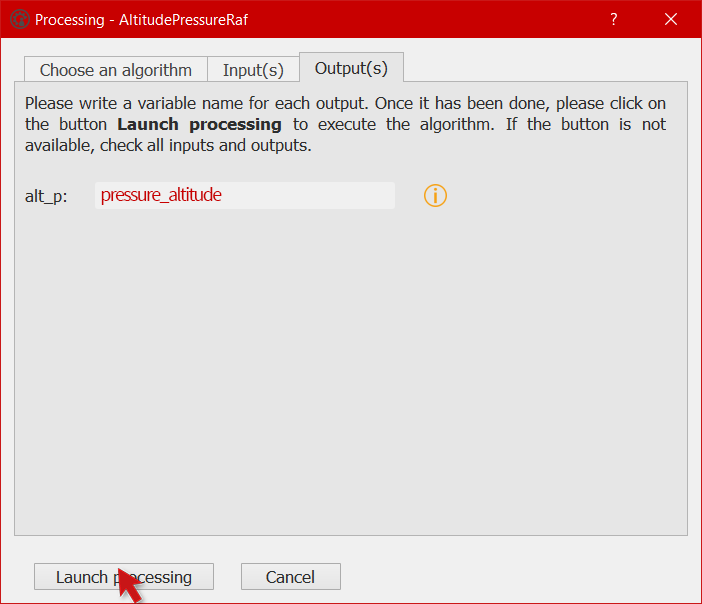 Processing - AltitudePressureRaf ?
Choose an algorithm Input(s) Output(s)
Please write a variable name for each output. Once it has been done, please click on
the button Launch processing to execute the algorithm. If the button is not
available, check all inputs and outputs.
alt_p: pressure_altitude
Launch processing Cancel